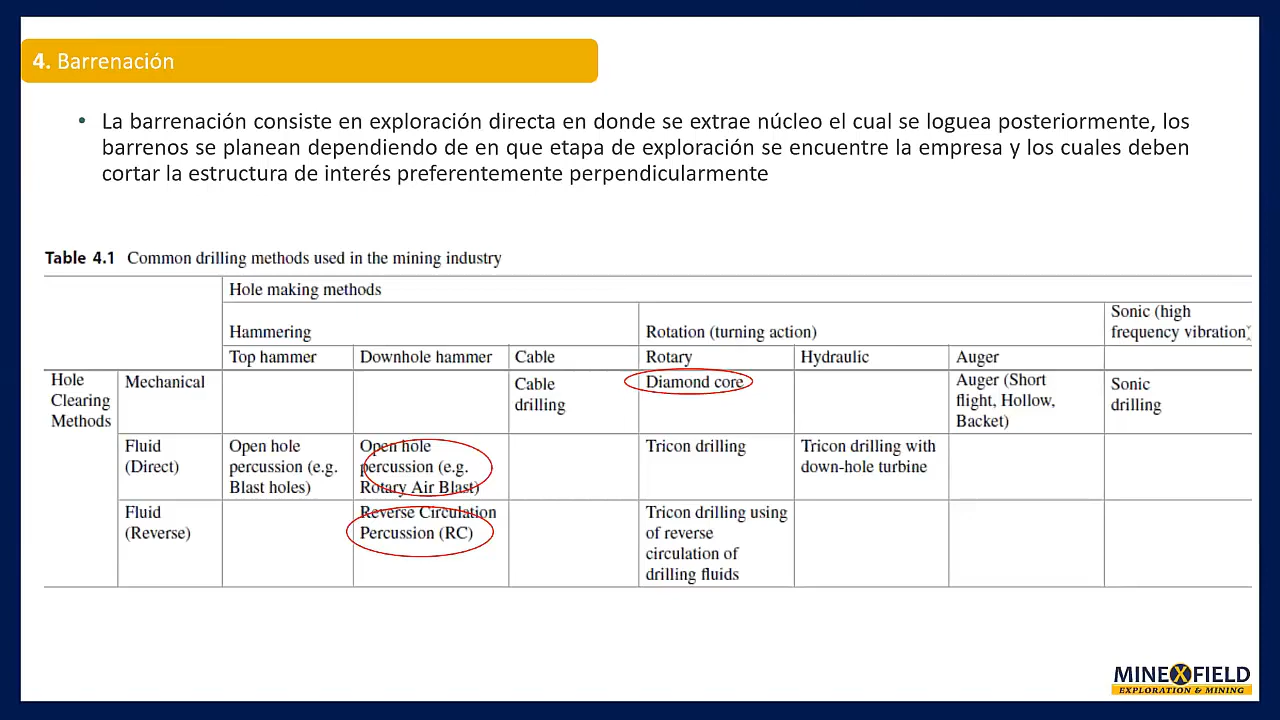 4. Barrenación
• La barrenación consiste en exploración directa en donde se extrae núcleo el cual se loguea posteriormente, los
barrenos se planean dependiendo de en que etapa de exploración se encuentre la empresa y los cuales deben
cortar la estructura de interés preferentemente perpendicularmente
Table 4.1 Common drilling methods used in the mining industry
Hole making methods
Hammering
Rotation (turning action)
Sonic (high
frequency vibration)
Top hammer
Downhole hammer
Cable
Rotary
Hydraulic
Auger
Hole
Clearing
Methods
Mechanical
Cable
drilling
Diamond core
Auger (Short
flight, Hollow,
Backet)
Sonic
drilling
Fluid
(Direct)
Open hole
percussion (e.g.
Blast holes)
Open hole
percussion (e.g.
Rotary Air Blast)
Tricon drilling
Tricon drilling with
down-hole turbine
Fluid
(Reverse)
Reverse Circulation
Percussion (RC)
Tricon drilling using
of reverse
circulation of
drilling fluids
MINEXFIELD
EXPLORATION & MINING